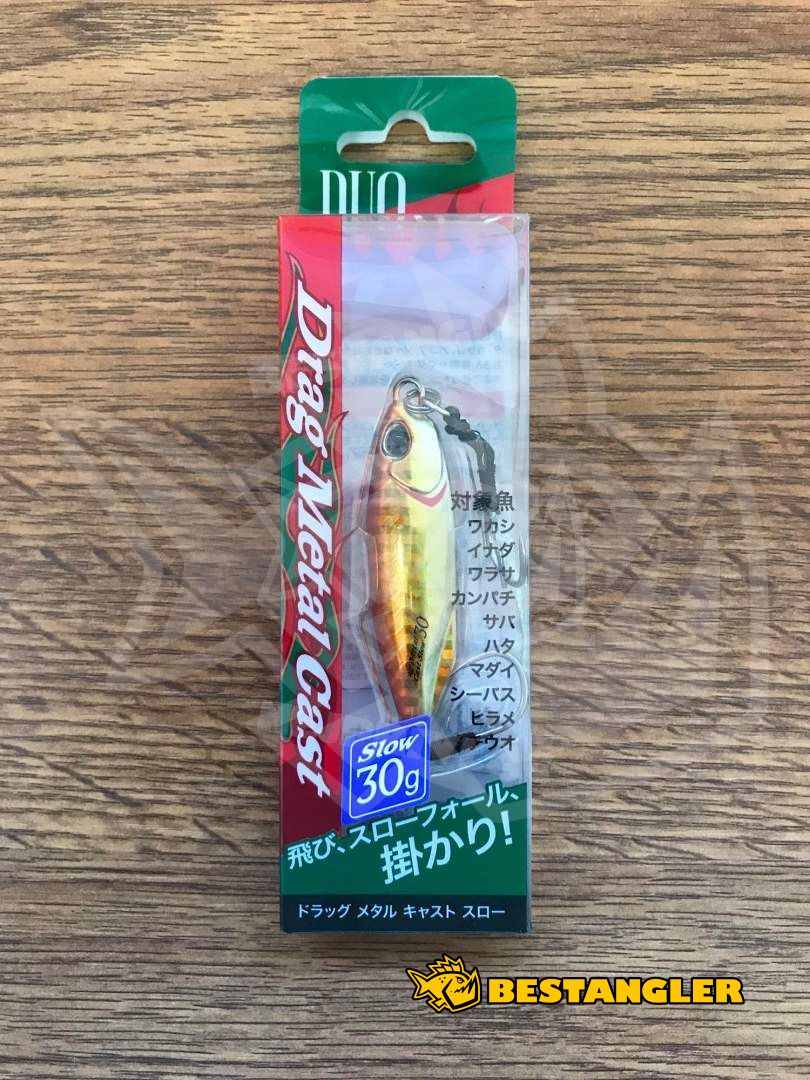 DUO
Drag Metal Cast
対象魚
ワカシ
イナダ
ワラサ
カンパチ
サバ
ハタ
マダイ
シーバス
ヒラメ
30
Slow
30g
飛び、スローフォール、
掛かり!
ドラッグ メタル キャスト スロー
BESTANGLER